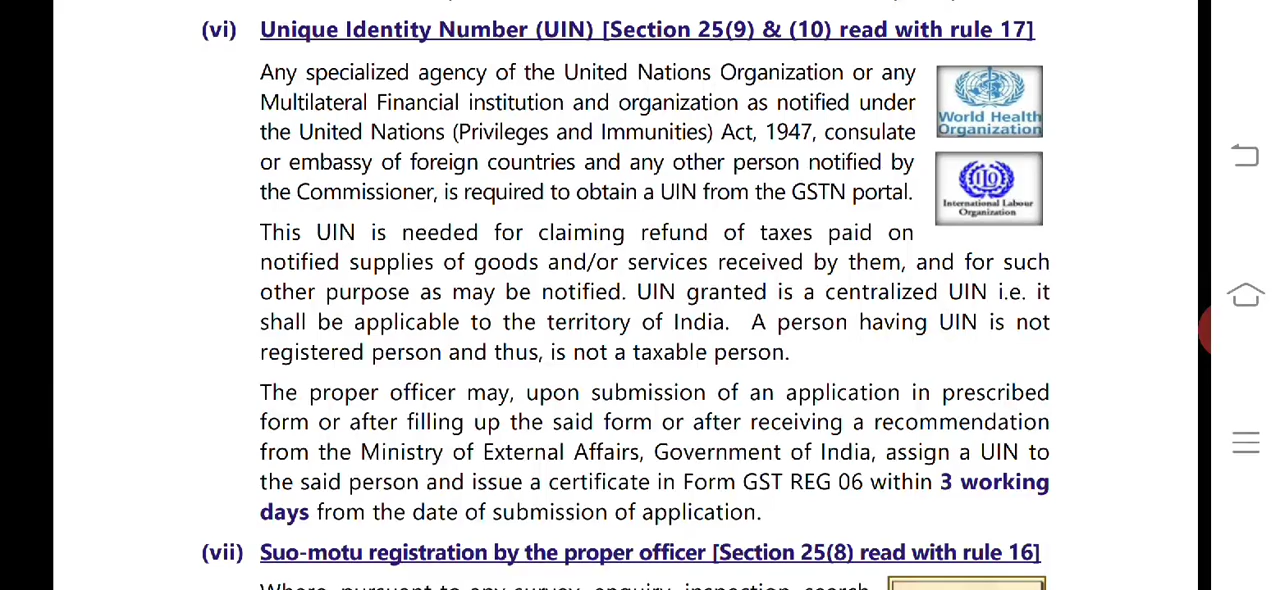 (vi) Unique Identity Number (UIN) [Section 25(9) & (10) read with rule 17]
Any specialized agency of the United Nations Organization or any
Multilateral Financial institution and organization as notified under
the United Nations (Privileges and Immunities) Act, 1947, consulate
or embassy of foreign countries and any other person notified by
the Commissioner, is required to obtain a UIN from the GSTN portal.
World Health
Organization
ILO
International Labour
Organization
This UIN is needed for claiming refund of taxes paid on
notified supplies of goods and/or services received by them, and for such
other purpose as may be notified. UIN granted is a centralized UIN i.e. it
shall be applicable to the territory of India. A person having UIN is not
registered person and thus, is not a taxable person.
The proper officer may, upon submission of an application in prescribed
form or after filling up the said form or after receiving a recommendation
from the Ministry of External Affairs, Government of India, assign a UIN to
the said person and issue a certificate in Form GST REG 06 within 3 working
days from the date of submission of application.
(vii) Suo-motu registration by the proper officer [Section 25(8) read with rule 16]
Where, pursuant to any survey, enquiry, inspection, search